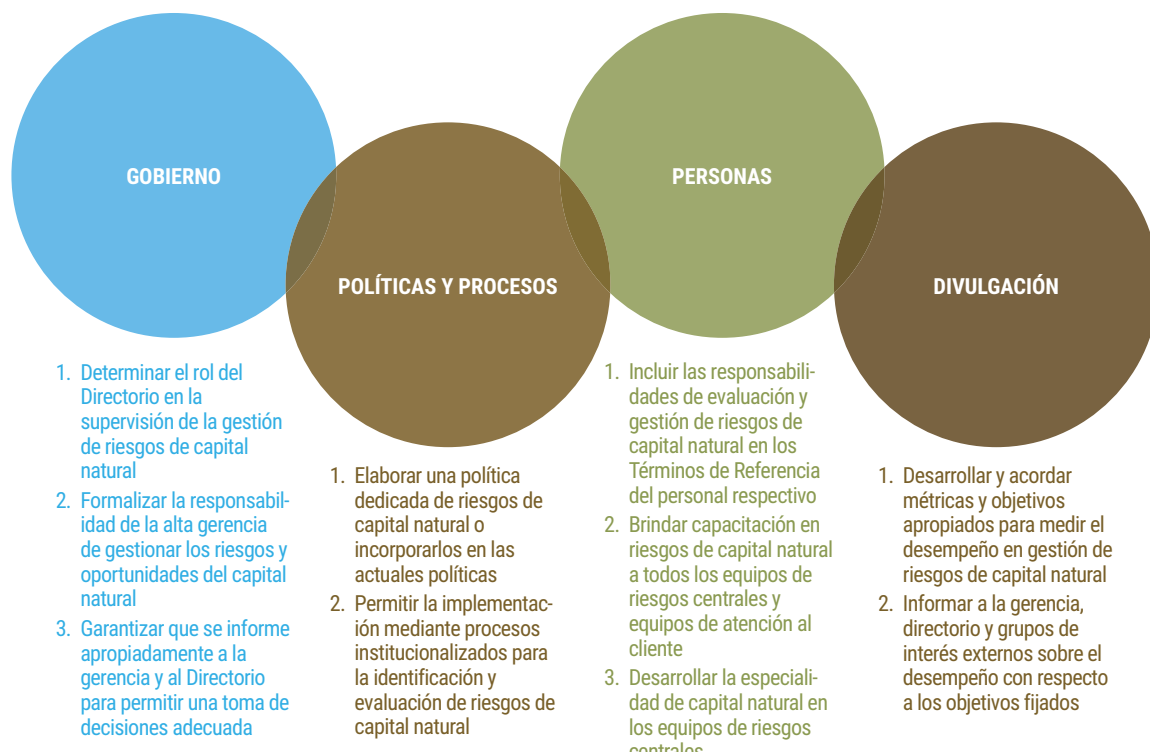 GOBIERNO
1. Determinar el rol del
Directorio en la
supervisión de la gestión
de riesgos de capital
natural
2. Formalizar la responsabil-
idad de la alta gerencia
de gestionar los riesgos y
oportunidades del capital
natural
3. Garantizar que se informe
apropiadamente a la
gerencia y al Directorio
para permitir una toma de
decisiones adecuada
POLÍTICAS Y PROCESOS
1. Elaborar una política
dedicada de riesgos de
capital natural o
incorporarlos en las
actuales políticas
2. Permitir la implementac-
ión mediante procesos
institucionalizados para
la identificación y
evaluación de riesgos de
capital natural
PERSONAS
1. Incluir las responsabili-
dades de evaluación y
gestión de riesgos de
capital natural en los
Términos de Referencia
del personal respectivo
2. Brindar capacitación en
riesgos de capital natural
a todos los equipos de
riesgos centrales y
equipos de atención al
cliente
3. Desarrollar la especiali-
dad de capital natural en
los equipos de riesgos
centrales
DIVULGACIÓN
1. Desarrollar y acordar
métricas y objetivos
apropiados para medir el
desempeño en gestión de
riesgos de capital natural
2. Informar a la gerencia,
directorio y grupos de
interés externos sobre el
desempeño con respecto
a los objetivos fijados